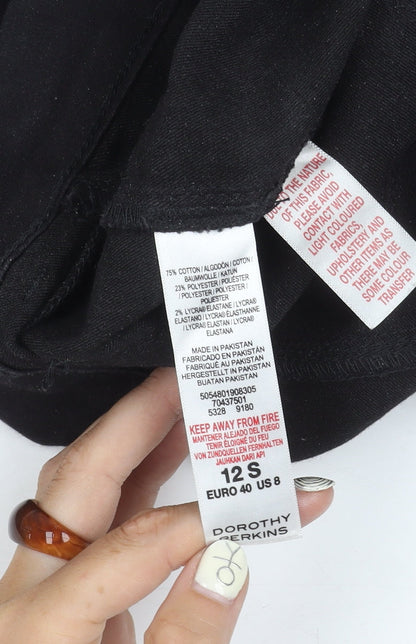 75% COTTON / ALGODÓN / COTON /
BAUMWOLLE / KATUN
23% POLYESTER / POLIÉSTER
/ POLYESTER / POLYESTER /
POLIESTER
2% LYCRA® ELASTANE / LYCRA®
ELASTANO / LYCRA® ÉLASTHANNE
/ LYCRA® ELASTAN / LYCRA®
ELASTANA
MADE IN PAKISTAN
FABRICADO EN PAKISTAN
FABRIQUÉ AU PAKISTAN
HERGESTELLT IN PAKISTAN
BUATAN PAKISTAN
5054801908305
70437501
5328 9180
KEEP AWAY FROM FIRE
MANTENER ALEJADO DEL FUEGO
TENIR ÉLOIGNÉ DU FEU
VON ZUNDQUELLEN FERNHALTEN
JAUHKAN DARI API
12 S
EURO 40 US 8
DOROTHY
PERKINS
DUE TO THE NATURE
OF THIS FABRIC,
PLEASE AVOID
CONTACT WITH
LIGHT COLOURED
FABRICS,
UPHOLSTERY AND
OTHER ITEMS AS
THERE MAY BE
SOME COLOUR
TRANSFER